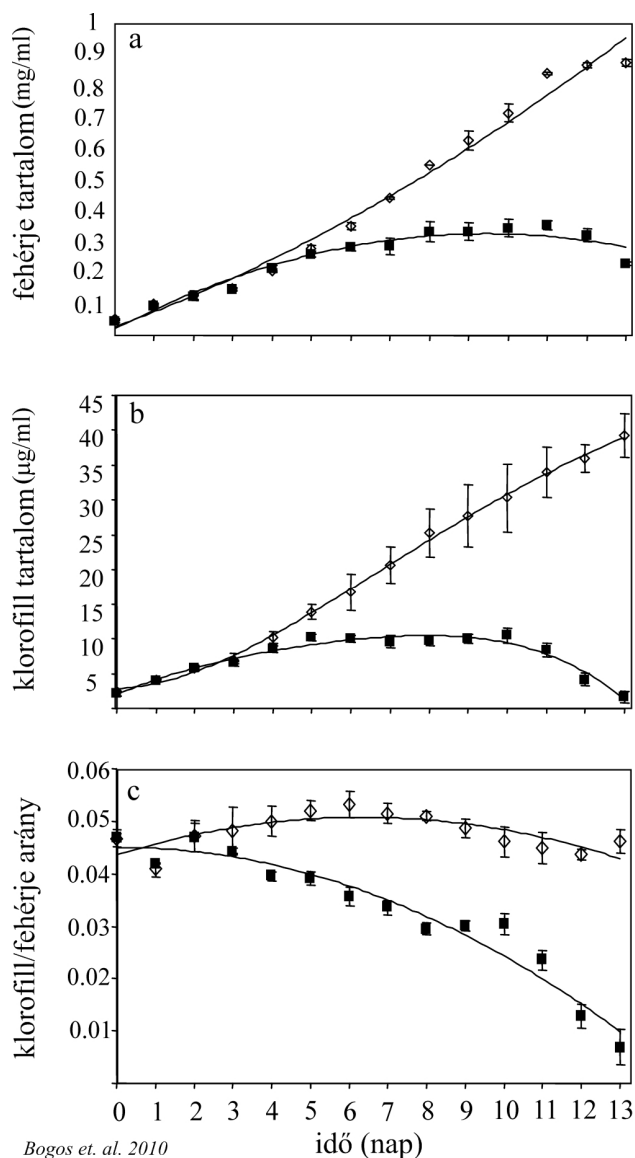 a
fehérje tartalom (mg/ml)
1
0.9
0.8
0.7
0.6
0.5
0.4
0.3
0.2
0.1
b
klorofill tartalom (µg/ml)
45
40
35
30
25
20
15
10
5
c
klorofill/fehérje arány
0.06
0.05
0.04
0.03
0.02
0.01
0 1 2 3 4 5 6 7 8 9 10 11 12 13
idő (nap)
Bogos et. al. 2010